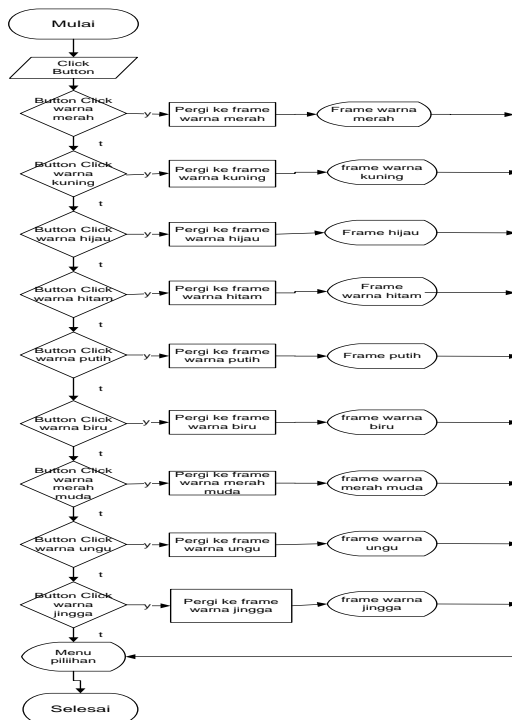 Mulai
Click
Button
Button Click
warna
merah
y
Pergi ke frame
warna merah
Frame warna
merah
t
Button Click
warna
kuning
y
Pergi ke frame
warna kuning
frame warna
kuning
t
Button Click
warna hijau
y
Pergi ke frame
warna hijau
Frame hijau
t
Button Click
warna hitam
y
Pergi ke frame
warna hitam
Frame
warna hitam
t
Button Click
warna putih
y
Pergi ke frame
warna putih
Frame putih
t
Button Click
warna biru
y
Pergi ke frame
warna biru
frame warna
biru
t
Button Click
warna
merah
muda
y
Pergi ke frame
warna merah
muda
frame warna
merah muda
t
Button Click
warna ungu
y
Pergi ke frame
warna ungu
frame warna
ungu
t
Button Click
warna
jingga
y
Pergi ke frame
warna jingga
frame warna
jingga
t
Menu
piliihan
Selesai